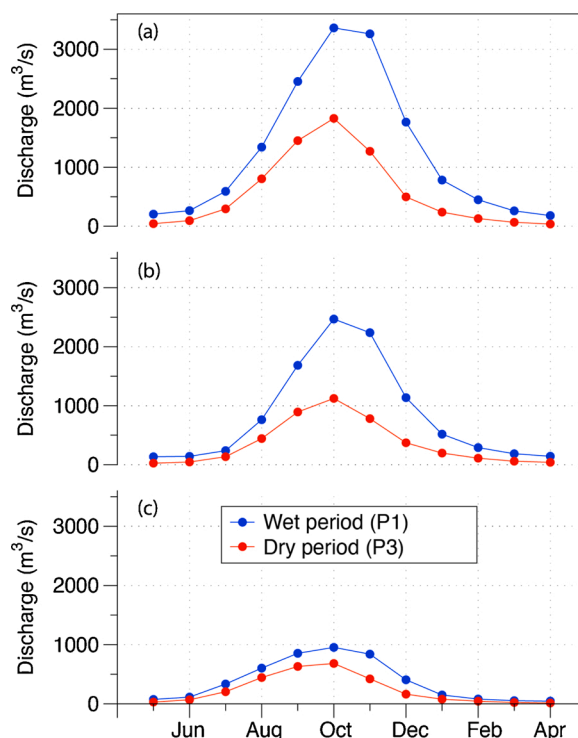 (a)
3000
2000
1000
0
Discharge (m³/s)
(b)
3000
2000
1000
0
Discharge (m³/s)
(c)
3000
2000
1000
0
Discharge (m³/s)
Wet period (P1)
Dry period (P3)
Jun Aug Oct Dec Feb Apr